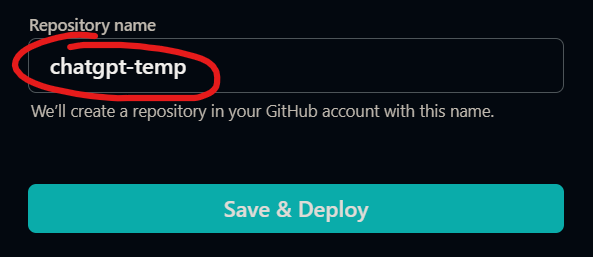 Repository name
chatgpt-temp
We'll create a repository in your GitHub account with this name.
Save & Deploy